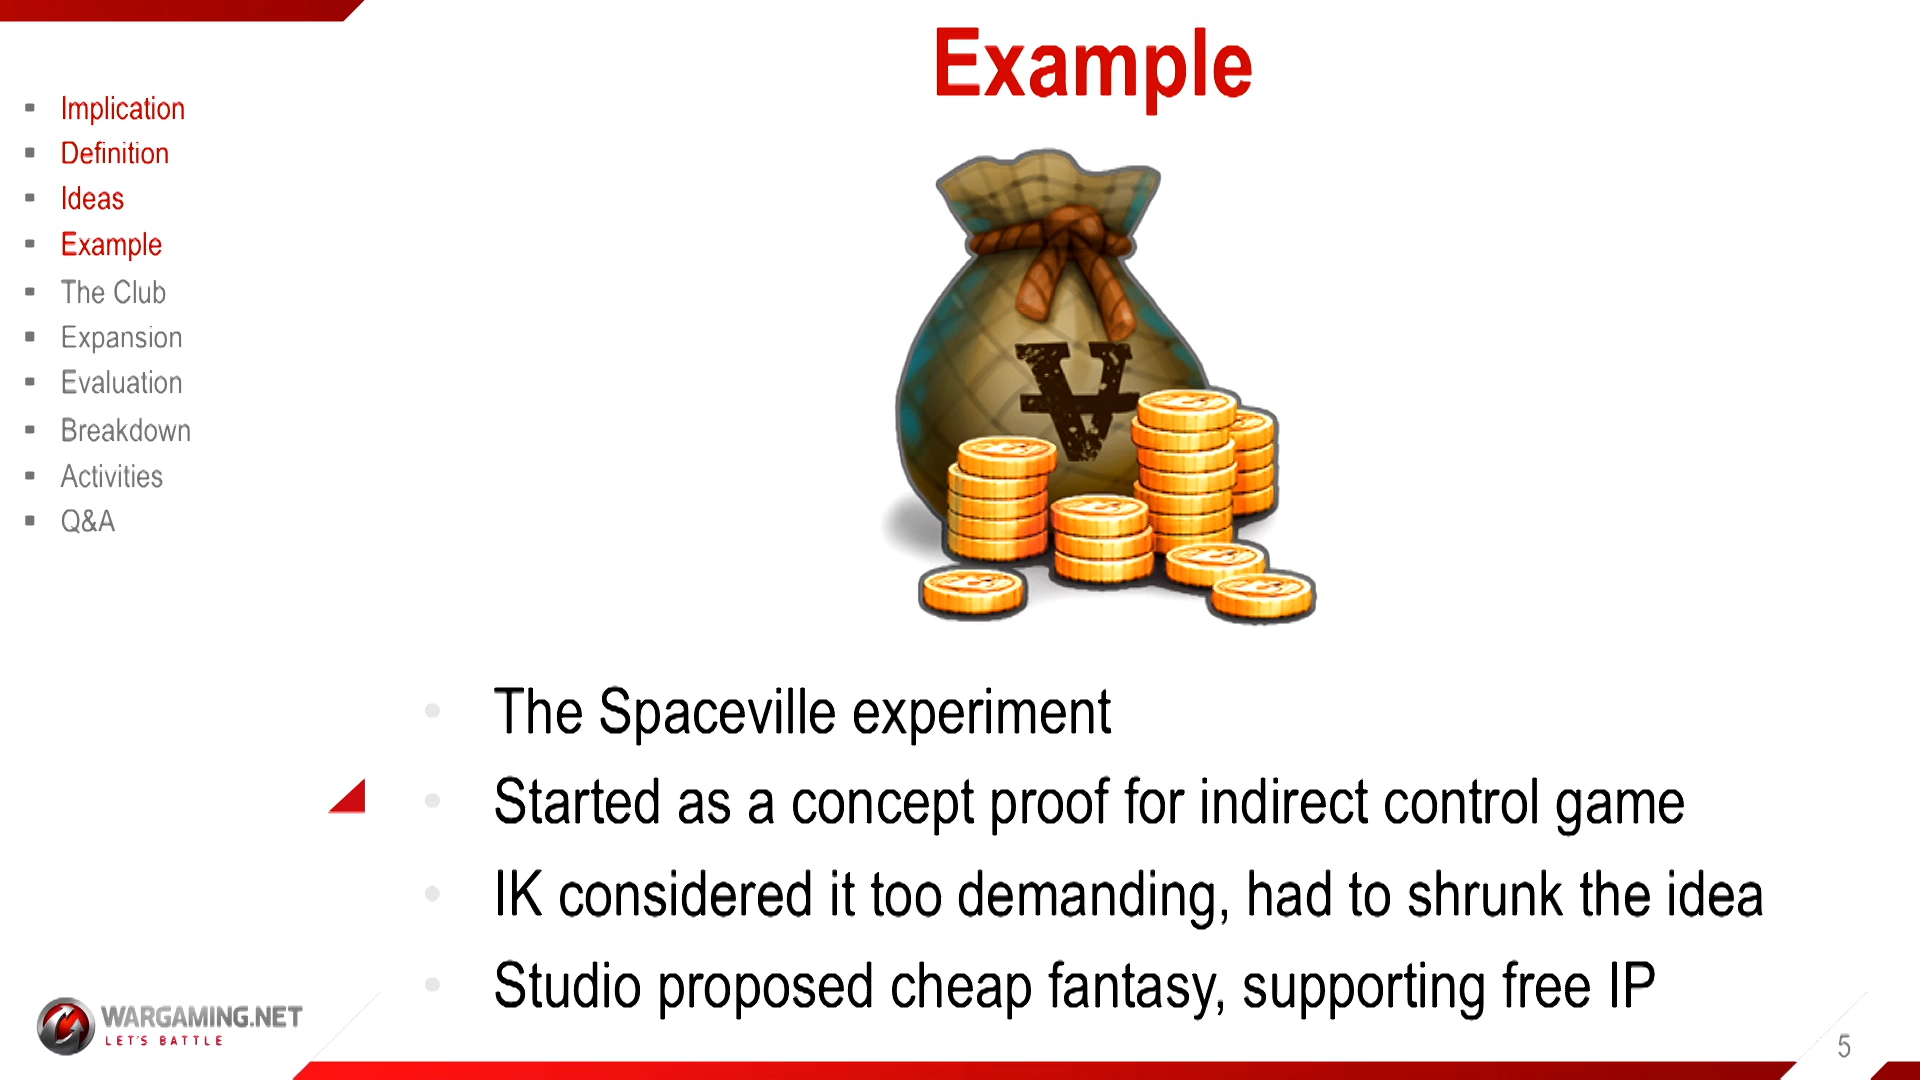 Example
Implication
Definition
Ideas
Example
The Club
Expansion
Evaluation
Breakdown
Activities
Q&A
The Spaceville experiment
Started as a concept proof for indirect control game
IK considered it too demanding, had to shrunk the idea
Studio proposed cheap fantasy, supporting free IP
WARGAMING.NET
LET'S BATTLE
5